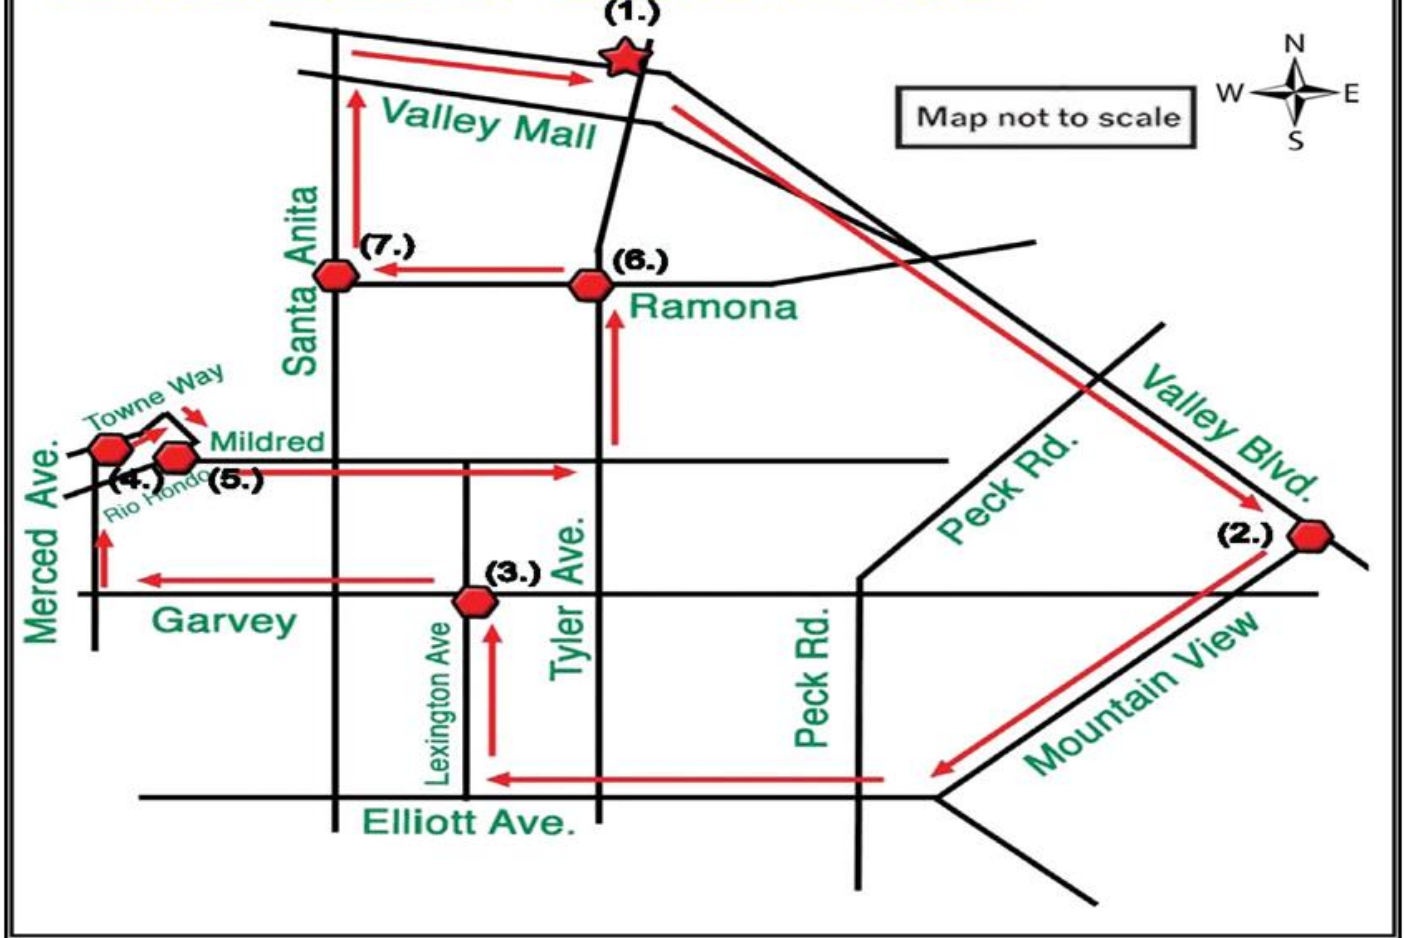 (1.)
N
W E
S
Map not to scale
Valley Mall
Santa Anita
(7.)
(6.)
Ramona
Towne Way
Mildred
Valley Blvd.
Peck Rd.
Merced Ave.
(4.)
Rio Hondo
(5.)
(2.)
(3.)
Garvey
Tyler Ave.
Lexington Ave
Peck Rd.
Mountain View
Elliott Ave.